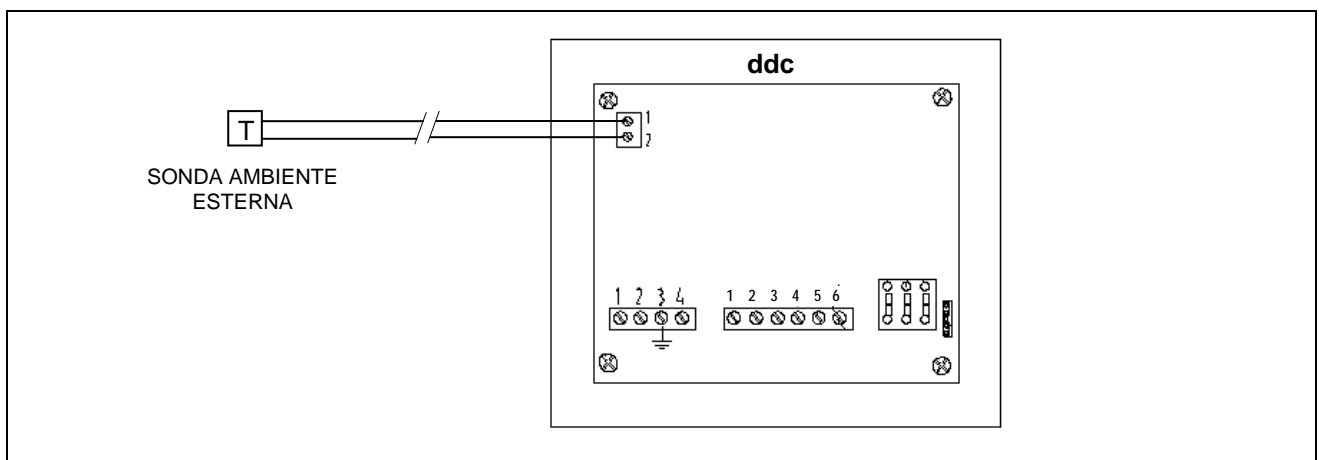 ddc
1
T
2
SONDA AMBIENTE
ESTERNA
1 2 3 4 1 2 3 4 5 6